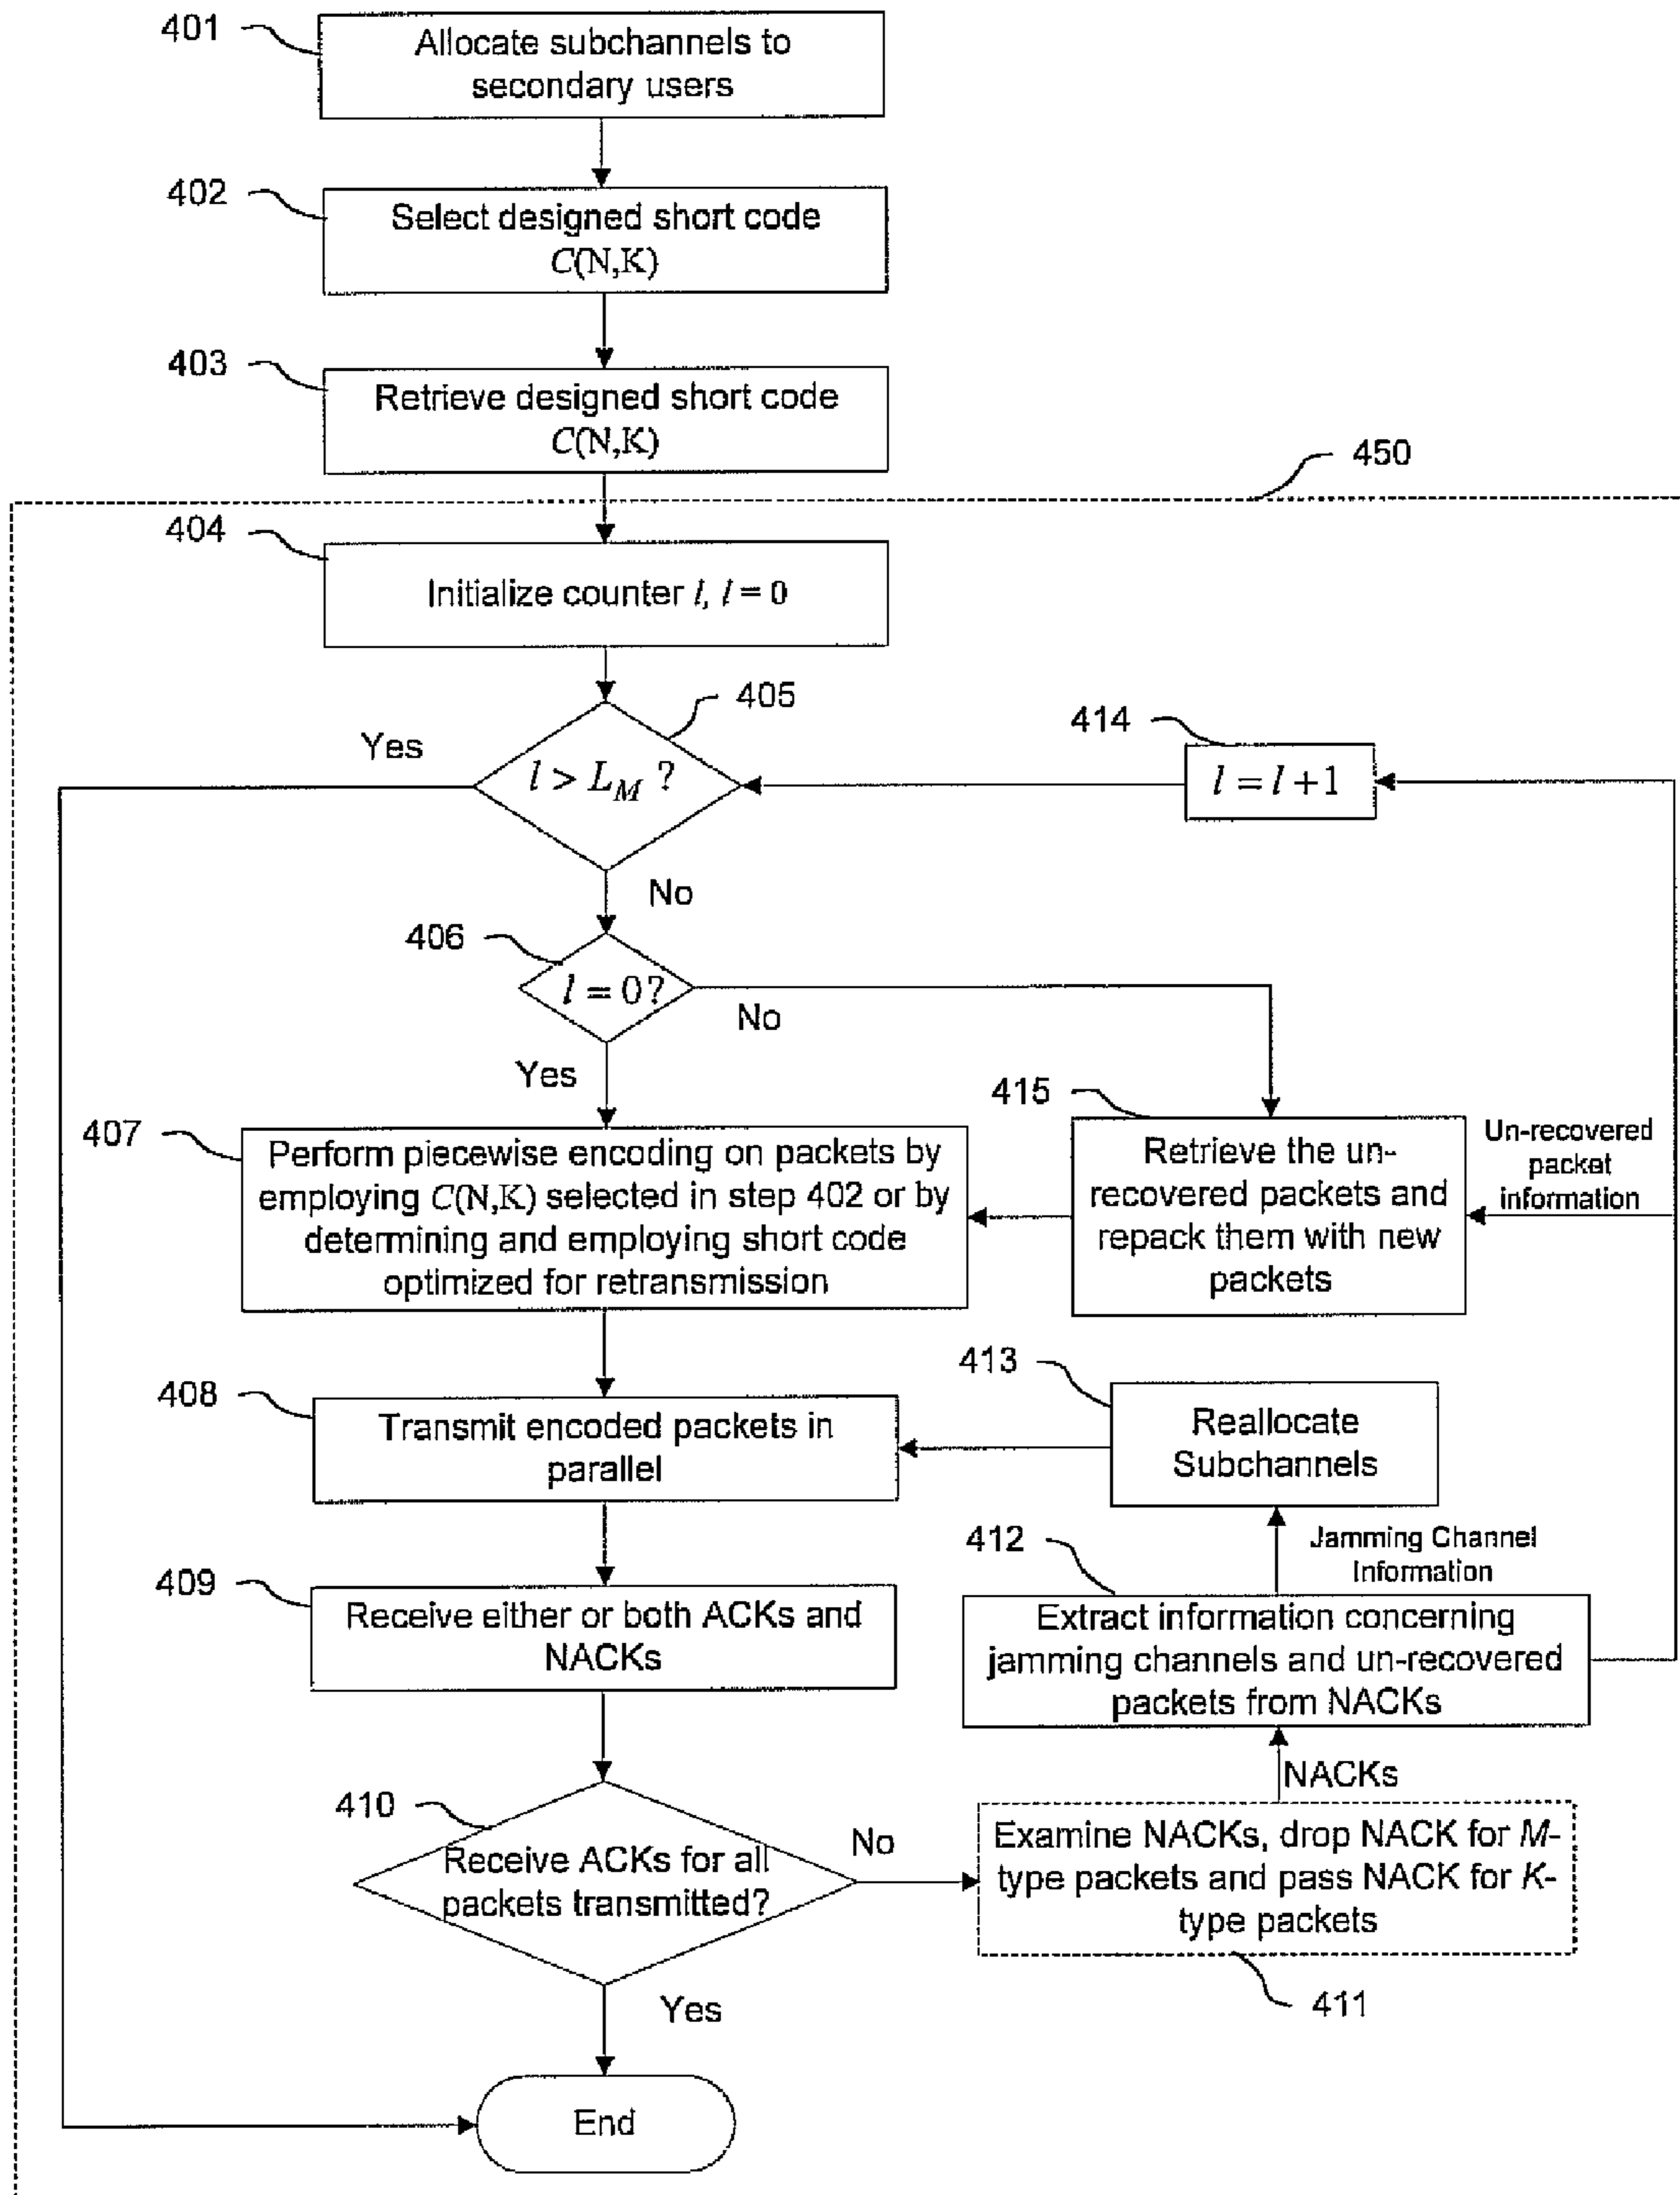 401
Allocate subchannels to
secondary users
402
Select designed short code
C(N,K)
403
Retrieve designed short code
C(N,K)
450
404
Initialize counter l, l = 0
405
Yes
l > L_M ?
414
l = l + 1
No
406
l = 0?
No
Yes
415
407
Perform piecewise encoding on packets by
employing C(N,K) selected in step 402 or by
determining and employing short code
optimized for retransmission
Retrieve the un-
recovered packets and
repack them with new
packets
Un-recovered
packet
information
413
408
Transmit encoded packets in
parallel
Reallocate
Subchannels
412
Jamming Channel
Information
409
Receive either or both ACKs and
NACKs
Extract information concerning
jamming channels and un-recovered
packets from NACKs
NACKs
410
Receive ACKs for all
packets transmitted?
No
Examine NACKs, drop NACK for M-
type packets and pass NACK for K-
type packets
411
Yes
End